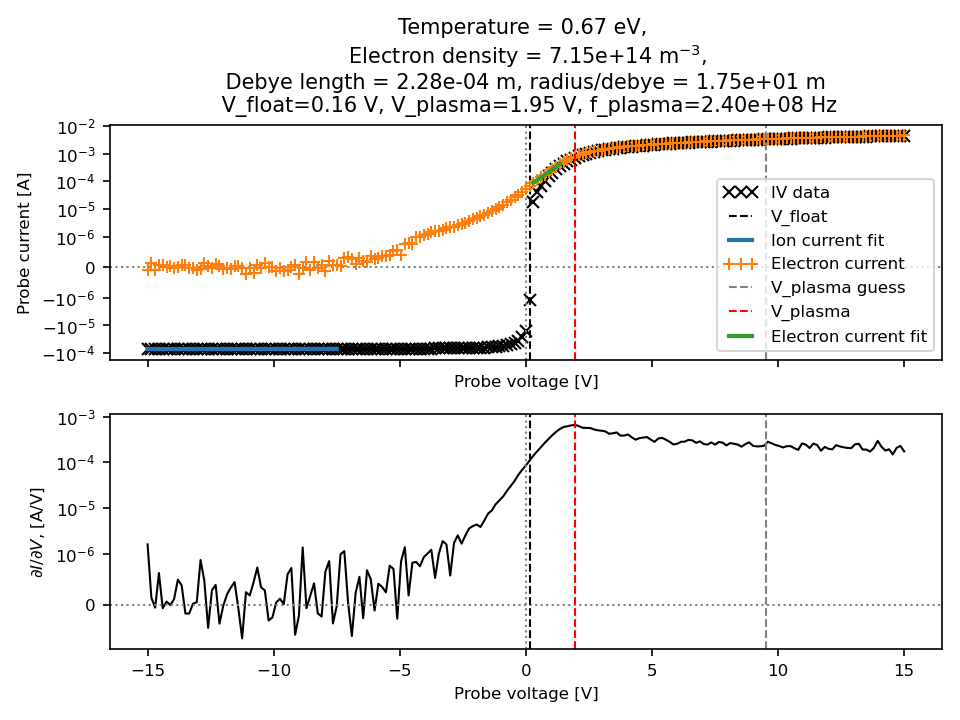 Temperature = 0.67 eV,
Electron density = 7.15e+14 m⁻³,
Debye length = 2.28e-04 m, radius/debye = 1.75e+01 m
V_float=0.16 V, V_plasma=1.95 V, f_plasma=2.40e+08 Hz
Probe current [A]
10⁻²
10⁻³
10⁻⁴
10⁻⁵
10⁻⁶
0
−10⁻⁶
−10⁻⁵
−10⁻⁴
IV data
V_float
Ion current fit
Electron current
V_plasma guess
V_plasma
Electron current fit
Probe voltage [V]
∂I/∂V, [A/V]
10⁻³
10⁻⁴
10⁻⁵
10⁻⁶
0
−15 −10 −5 0 5 10 15
Probe voltage [V]